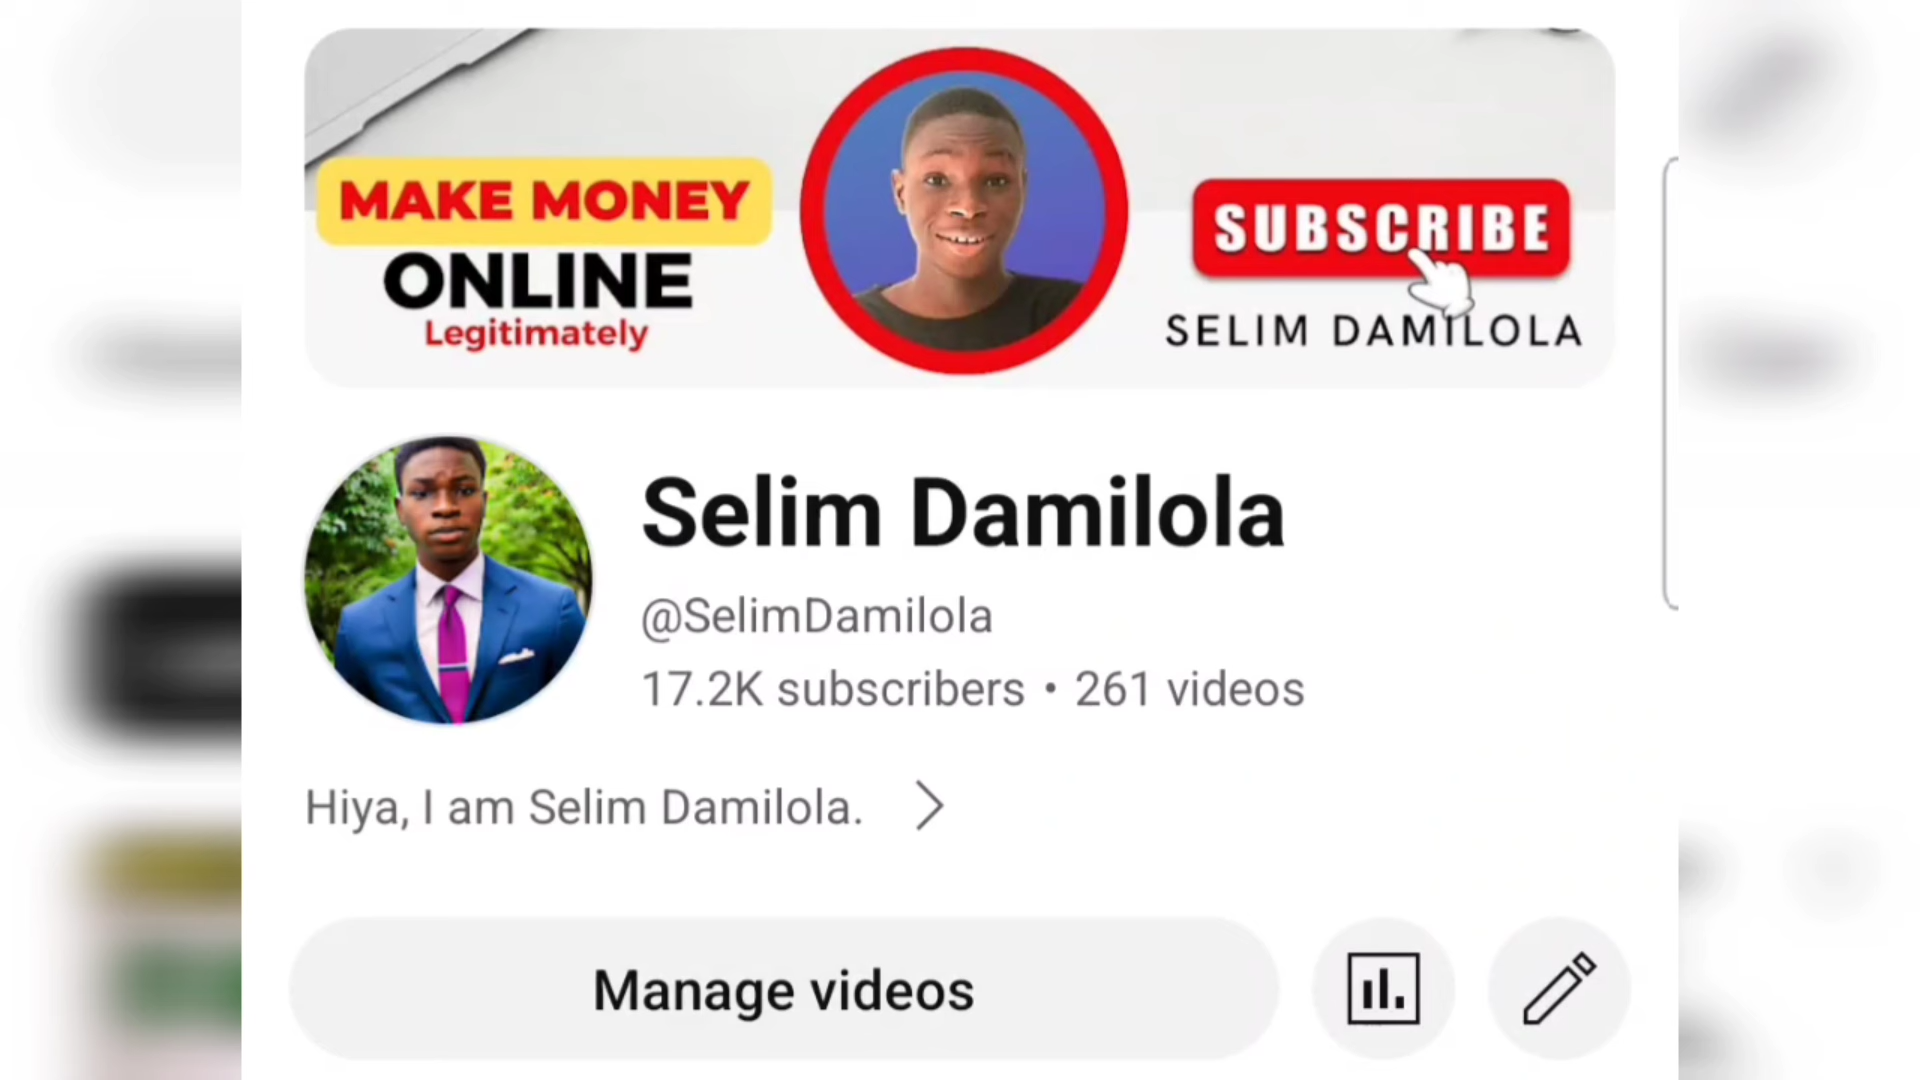 MAKE MONEY
ONLINE
Legitimately
SUBSCRIBE
SELIM DAMILOLA
Selim Damilola
@SelimDamilola
17.2K subscribers • 261 videos
Hiya, I am Selim Damilola.
Manage videos